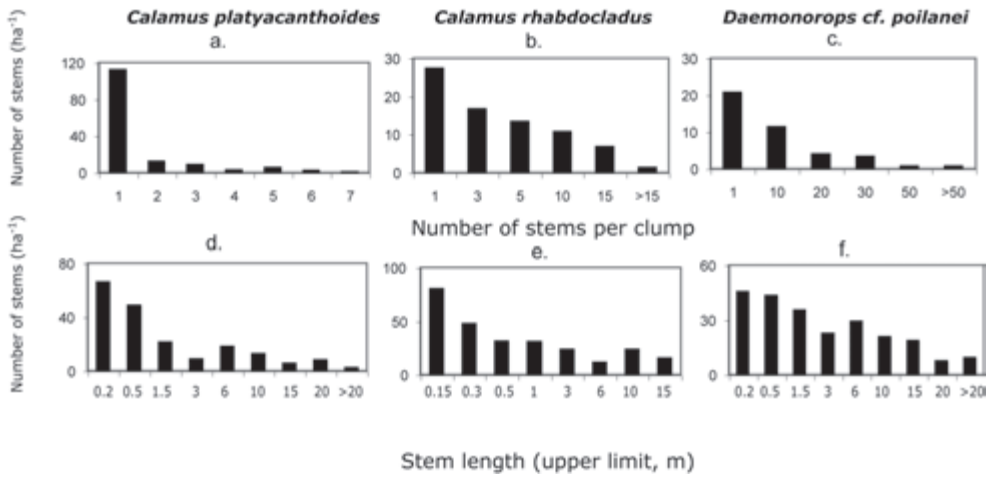 Calamus platyacanthoides Calamus rhabdocladus Daemonorops cf. poilanei
a. b. c.
Number of stems (ha⁻¹)
120
80
40
0
1 2 3 4 5 6 7
30
20
10
0
1 3 5 10 15 >15
30
20
10
0
1 10 20 30 50 >50
Number of stems per clump
d. e. f.
Number of stems (ha⁻¹)
80
40
0
0.2 0.5 1.5 3 6 10 15 20 >20
100
50
0
0.15 0.3 0.5 1 3 6 10 15
60
30
0
0.2 0.5 1.5 3 6 10 15 20 >200
Stem length (upper limit, m)